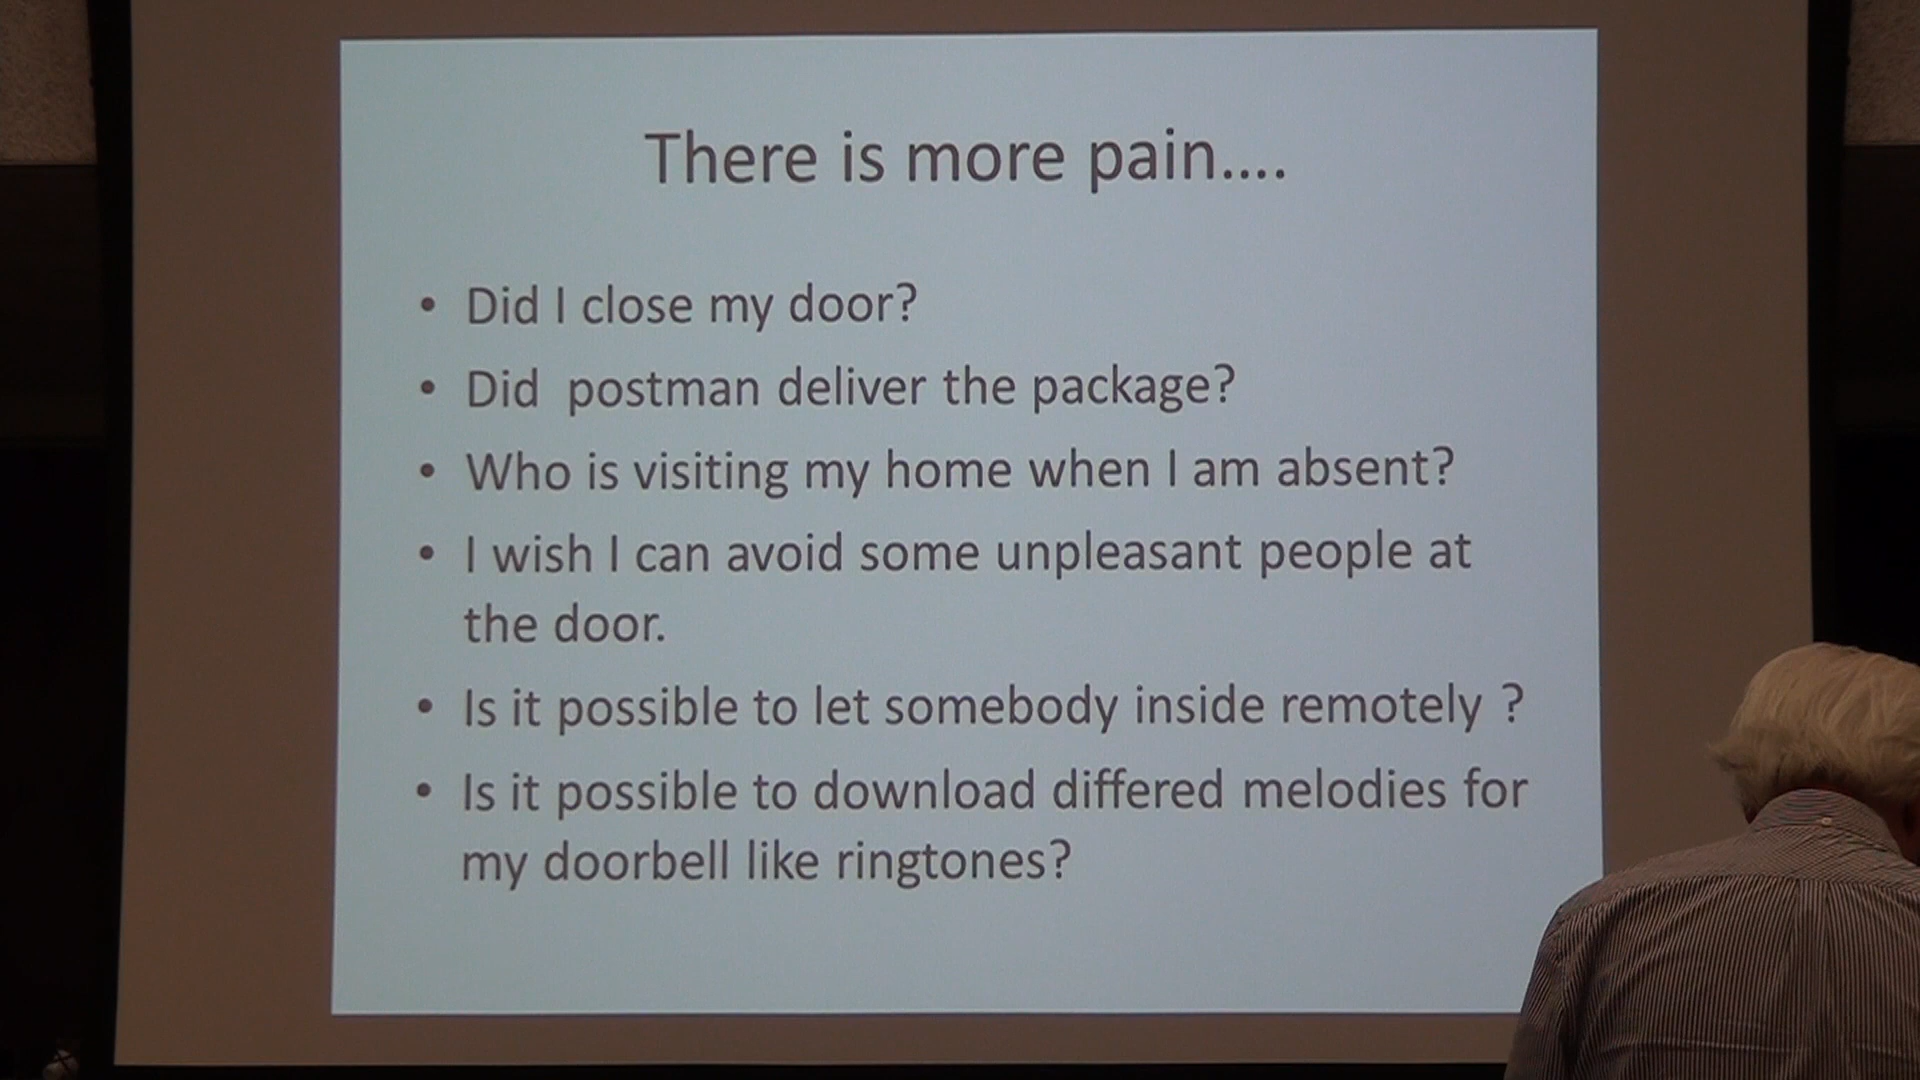 There is more pain....
• Did I close my door?
• Did  postman deliver the package?
• Who is visiting my home when I am absent?
• I wish I can avoid some unpleasant people at
the door.
• Is it possible to let somebody inside remotely ?
• Is it possible to download differed melodies for
my doorbell like ringtones?